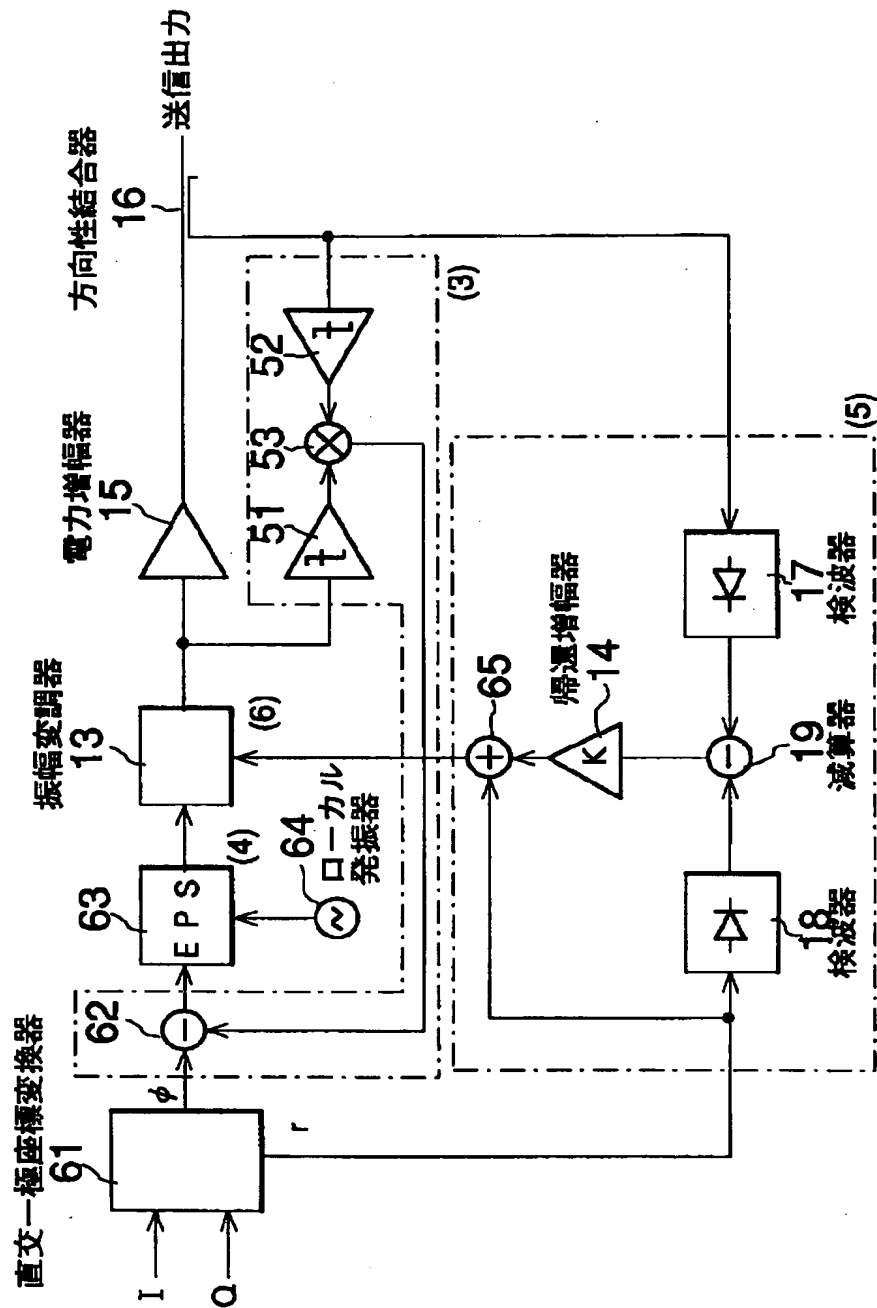 直交ー極座標変換器
61
I
Q
φ
r
62
63
EPS
(4)
64
ローカル
発振器
振幅変調器
13
(6)
電力増幅器
15
方向性結合器
16
送信出力
51
53
52
(3)
65
帰還増幅器
14
K
18
検波器
19
減算器
17
検波器
(5)